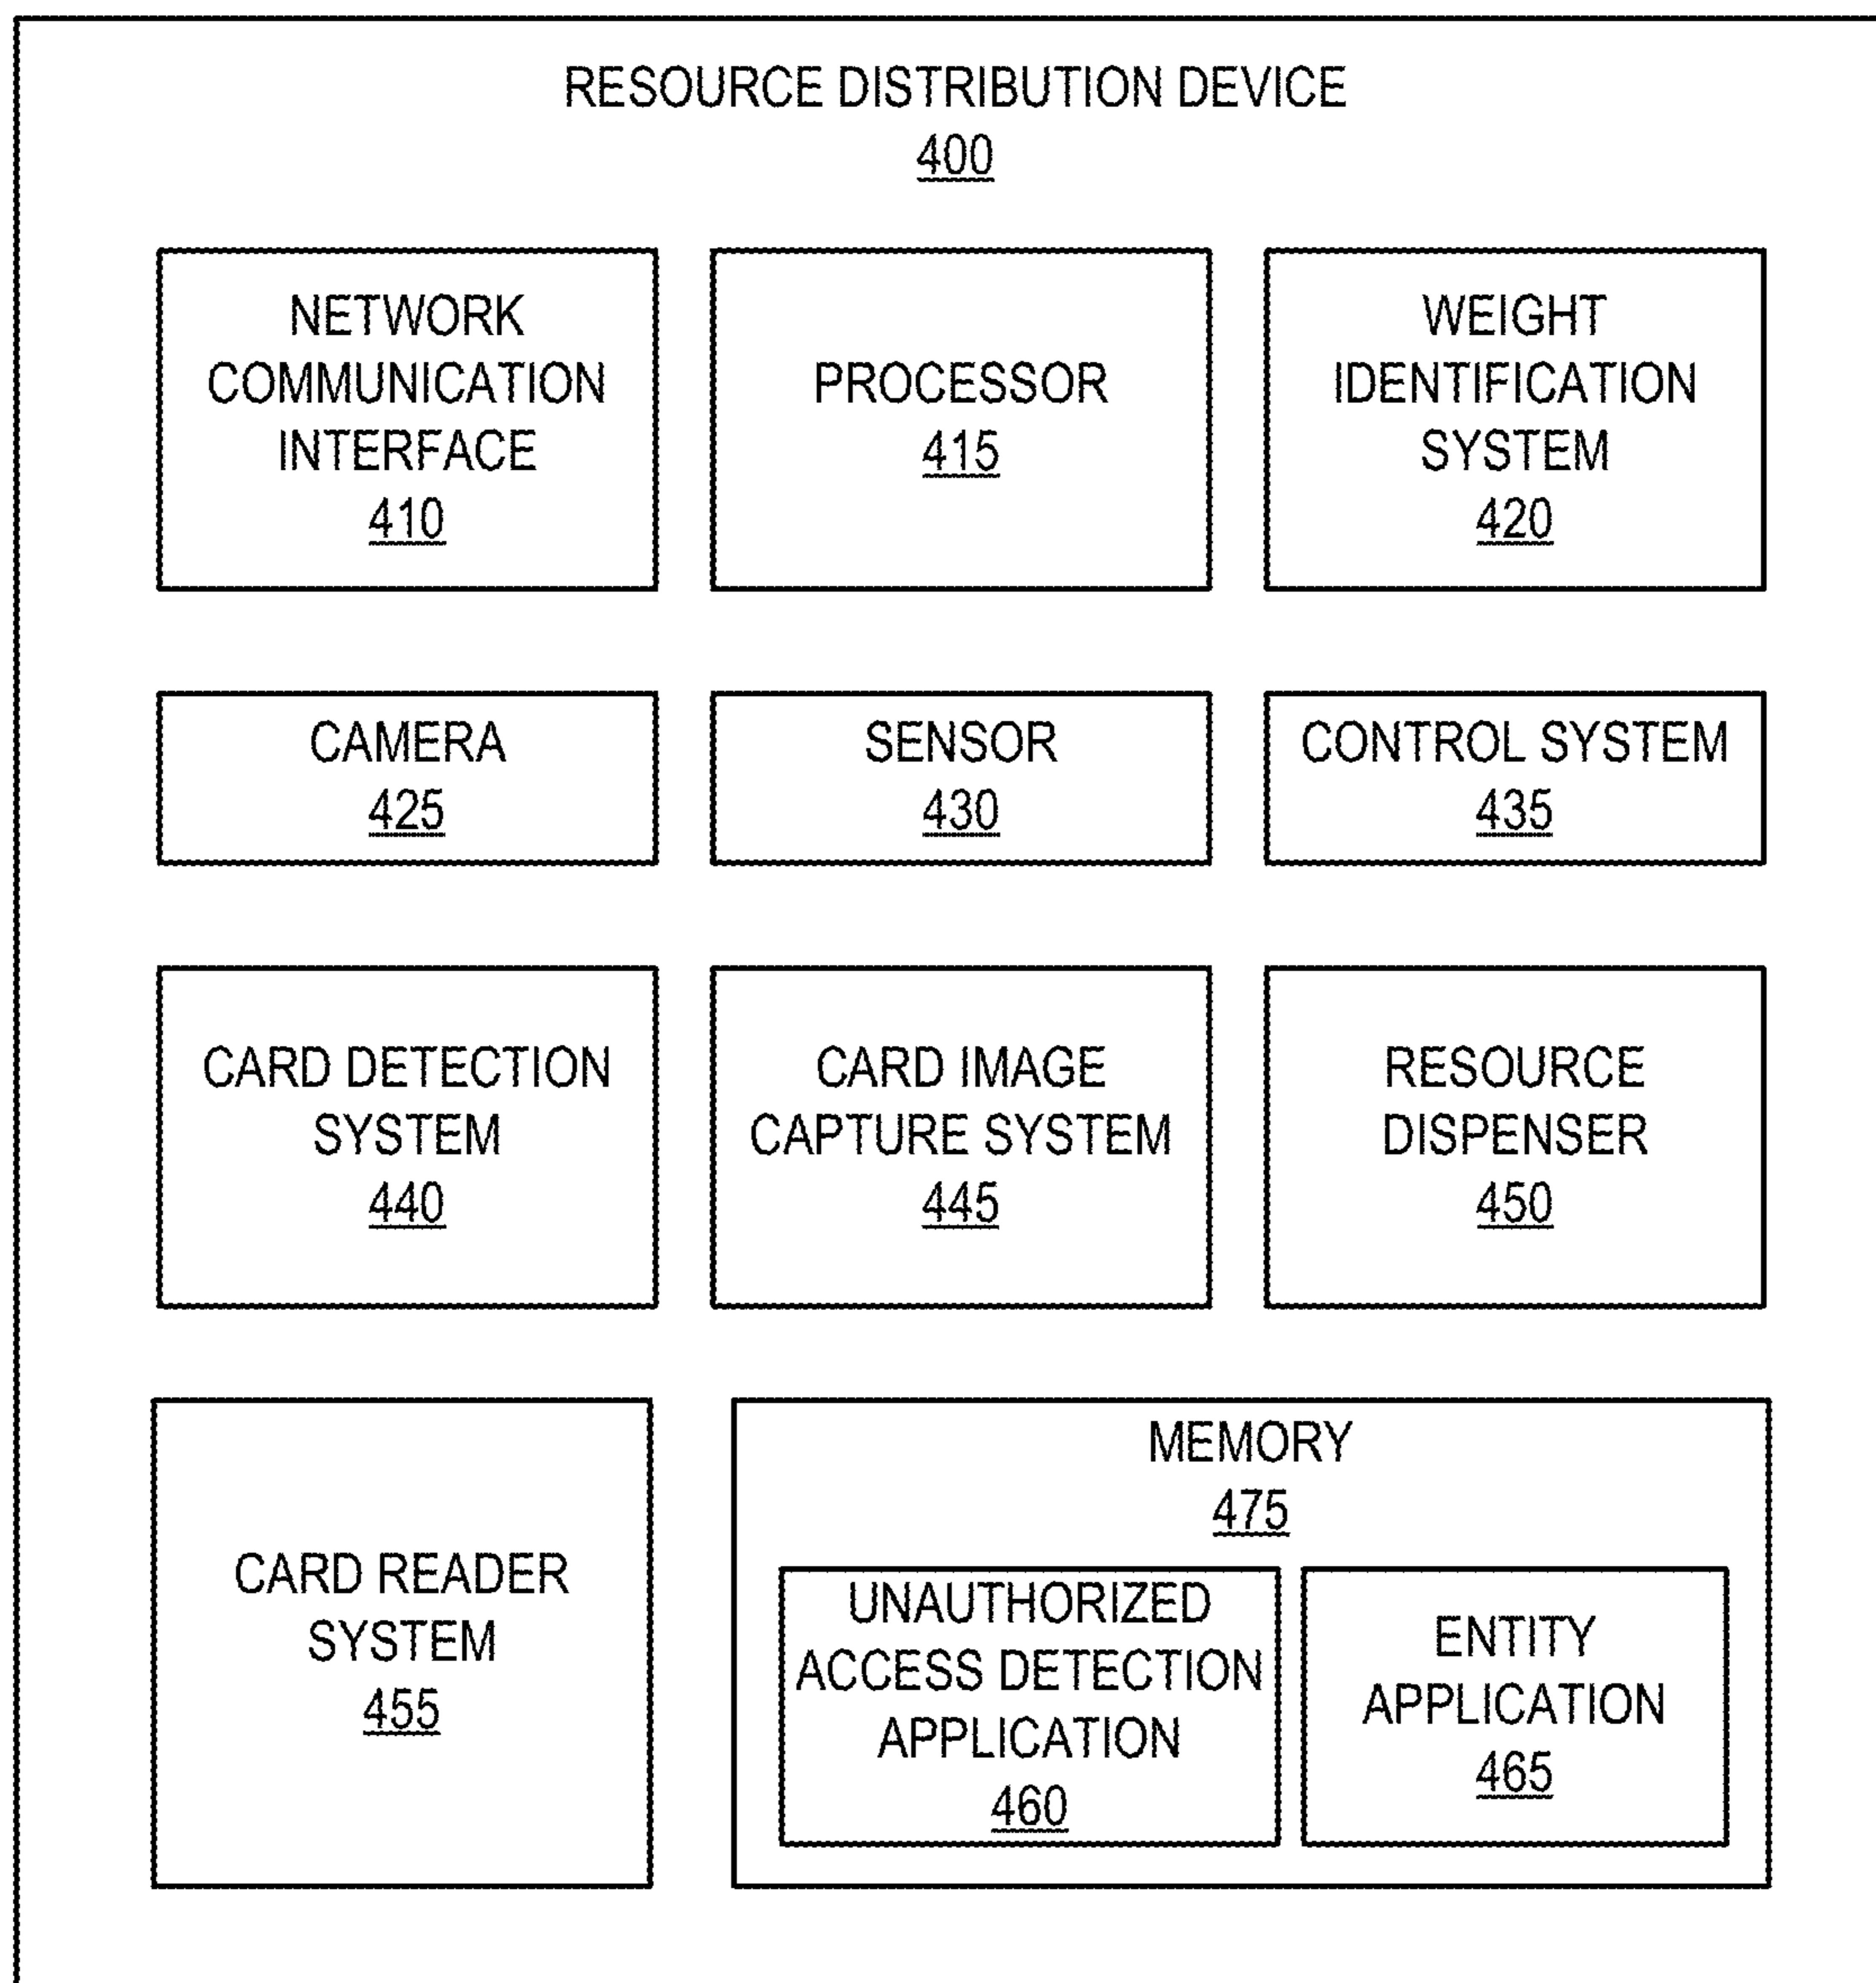 RESOURCE DISTRIBUTION DEVICE
400
NETWORK
COMMUNICATION
INTERFACE
410
PROCESSOR
415
WEIGHT
IDENTIFICATION
SYSTEM
420
CAMERA
425
SENSOR
430
CONTROL SYSTEM
435
CARD DETECTION
SYSTEM
440
CARD IMAGE
CAPTURE SYSTEM
445
RESOURCE
DISPENSER
450
CARD READER
SYSTEM
455
MEMORY
475
UNAUTHORIZED
ACCESS DETECTION
APPLICATION
460
ENTITY
APPLICATION
465